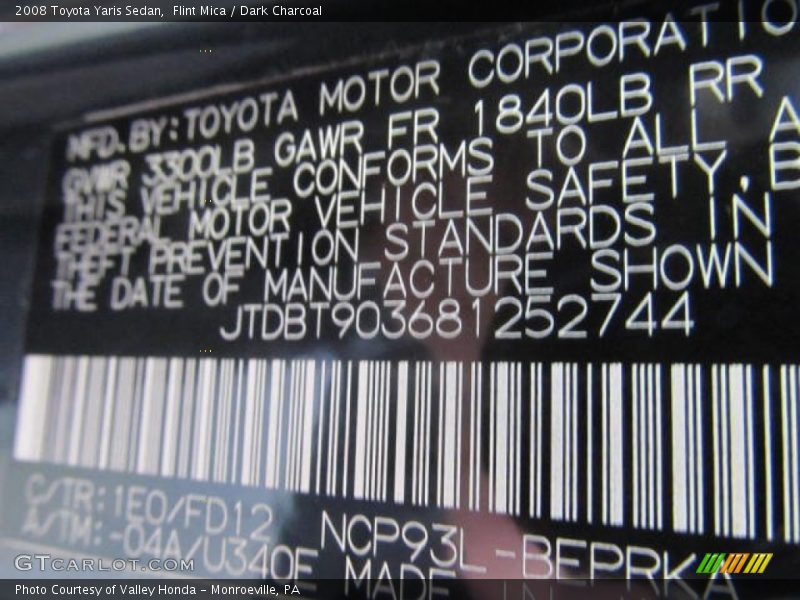 2008 Toyota Yaris Sedan,  Flint Mica / Dark Charcoal
MFD. BY: TOYOTA MOTOR CORPORATIO
GVWR 3300LB GAWR FR 1840LB RR
THIS VEHICLE CONFORMS TO ALL A
FEDERAL MOTOR VEHICLE SAFETY, B
THEFT PREVENTION STANDARDS IN
THE DATE OF MANUFACTURE SHOWN
JTDBT903681252744
C/TR: 1E0/FD12 NCP93L-BEPRKA
A/TM: -04A/U340E MADE IN
GTCARLOT.COM
Photo Courtesy of Valley Honda - Monroeville, PA